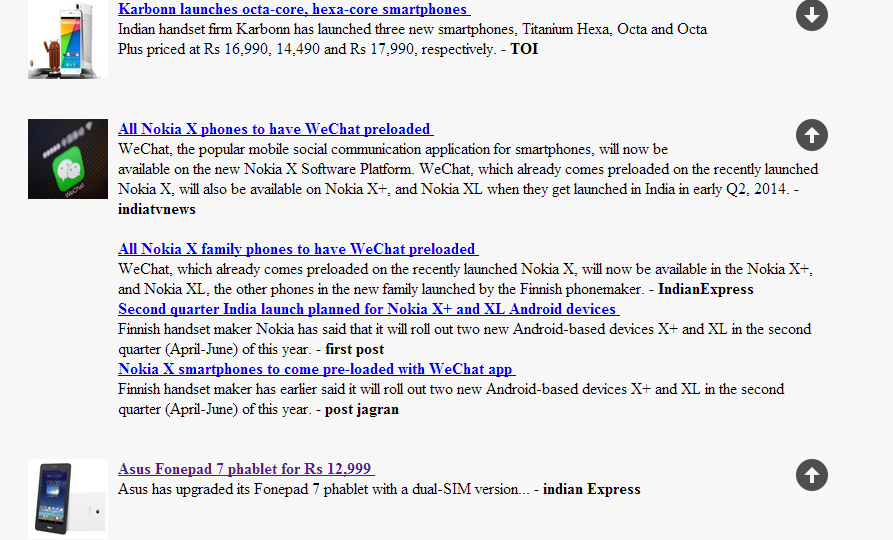 Karbonn launches octa-core, hexa-core smartphones
Indian handset firm Karbonn has launched three new smartphones, Titanium Hexa, Octa and Octa
Plus priced at Rs 16,990, 14,490 and Rs 17,990, respectively. - TOI
All Nokia X phones to have WeChat preloaded
WeChat, the popular mobile social communication application for smartphones, will now be
available on the new Nokia X Software Platform. WeChat, which already comes preloaded on the recently launched
Nokia X, will also be available on Nokia X+, and Nokia XL when they get launched in India in early Q2, 2014. -
indiatvnews
WeChat
All Nokia X family phones to have WeChat preloaded
WeChat, which already comes preloaded on the recently launched Nokia X, will now be available in the Nokia X+,
and Nokia XL, the other phones in the new family launched by the Finnish phonemaker. - IndianExpress
Second quarter India launch planned for Nokia X+ and XL Android devices
Finnish handset maker Nokia has said that it will roll out two new Android-based devices X+ and XL in the second
quarter (April-June) of this year. - first post
Nokia X smartphones to come pre-loaded with WeChat app
Finnish handset maker has earlier said it will roll out two new Android-based devices X+ and XL in the second
quarter (April-June) of this year. - post jagran
Asus Fonepad 7 phablet for Rs 12,999
Asus has upgraded its Fonepad 7 phablet with a dual-SIM version... - indian Express